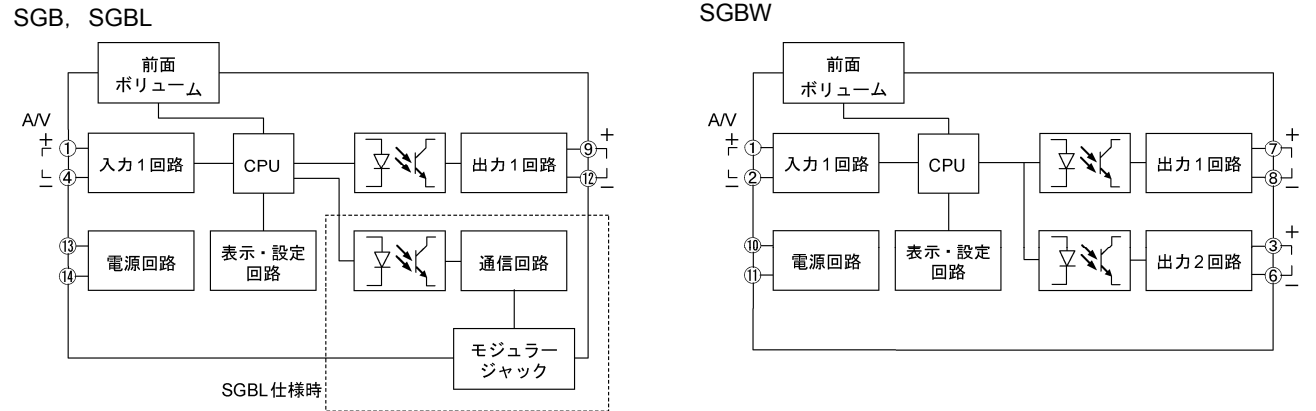 SGB, SGBL
前面
ボリューム
A/V
+
①
④
−
入力1回路
CPU
出力1回路
+
⑨
⑫
−
⑬
⑭
電源回路
表示・設定
回路
通信回路
モジュラー
ジャック
SGBL仕様時
SGBW
前面
ボリューム
A/V
+
①
②
−
入力1回路
CPU
出力1回路
+
⑦
⑧
−
⑩
⑪
電源回路
表示・設定
回路
出力2回路
+
③
⑥
−